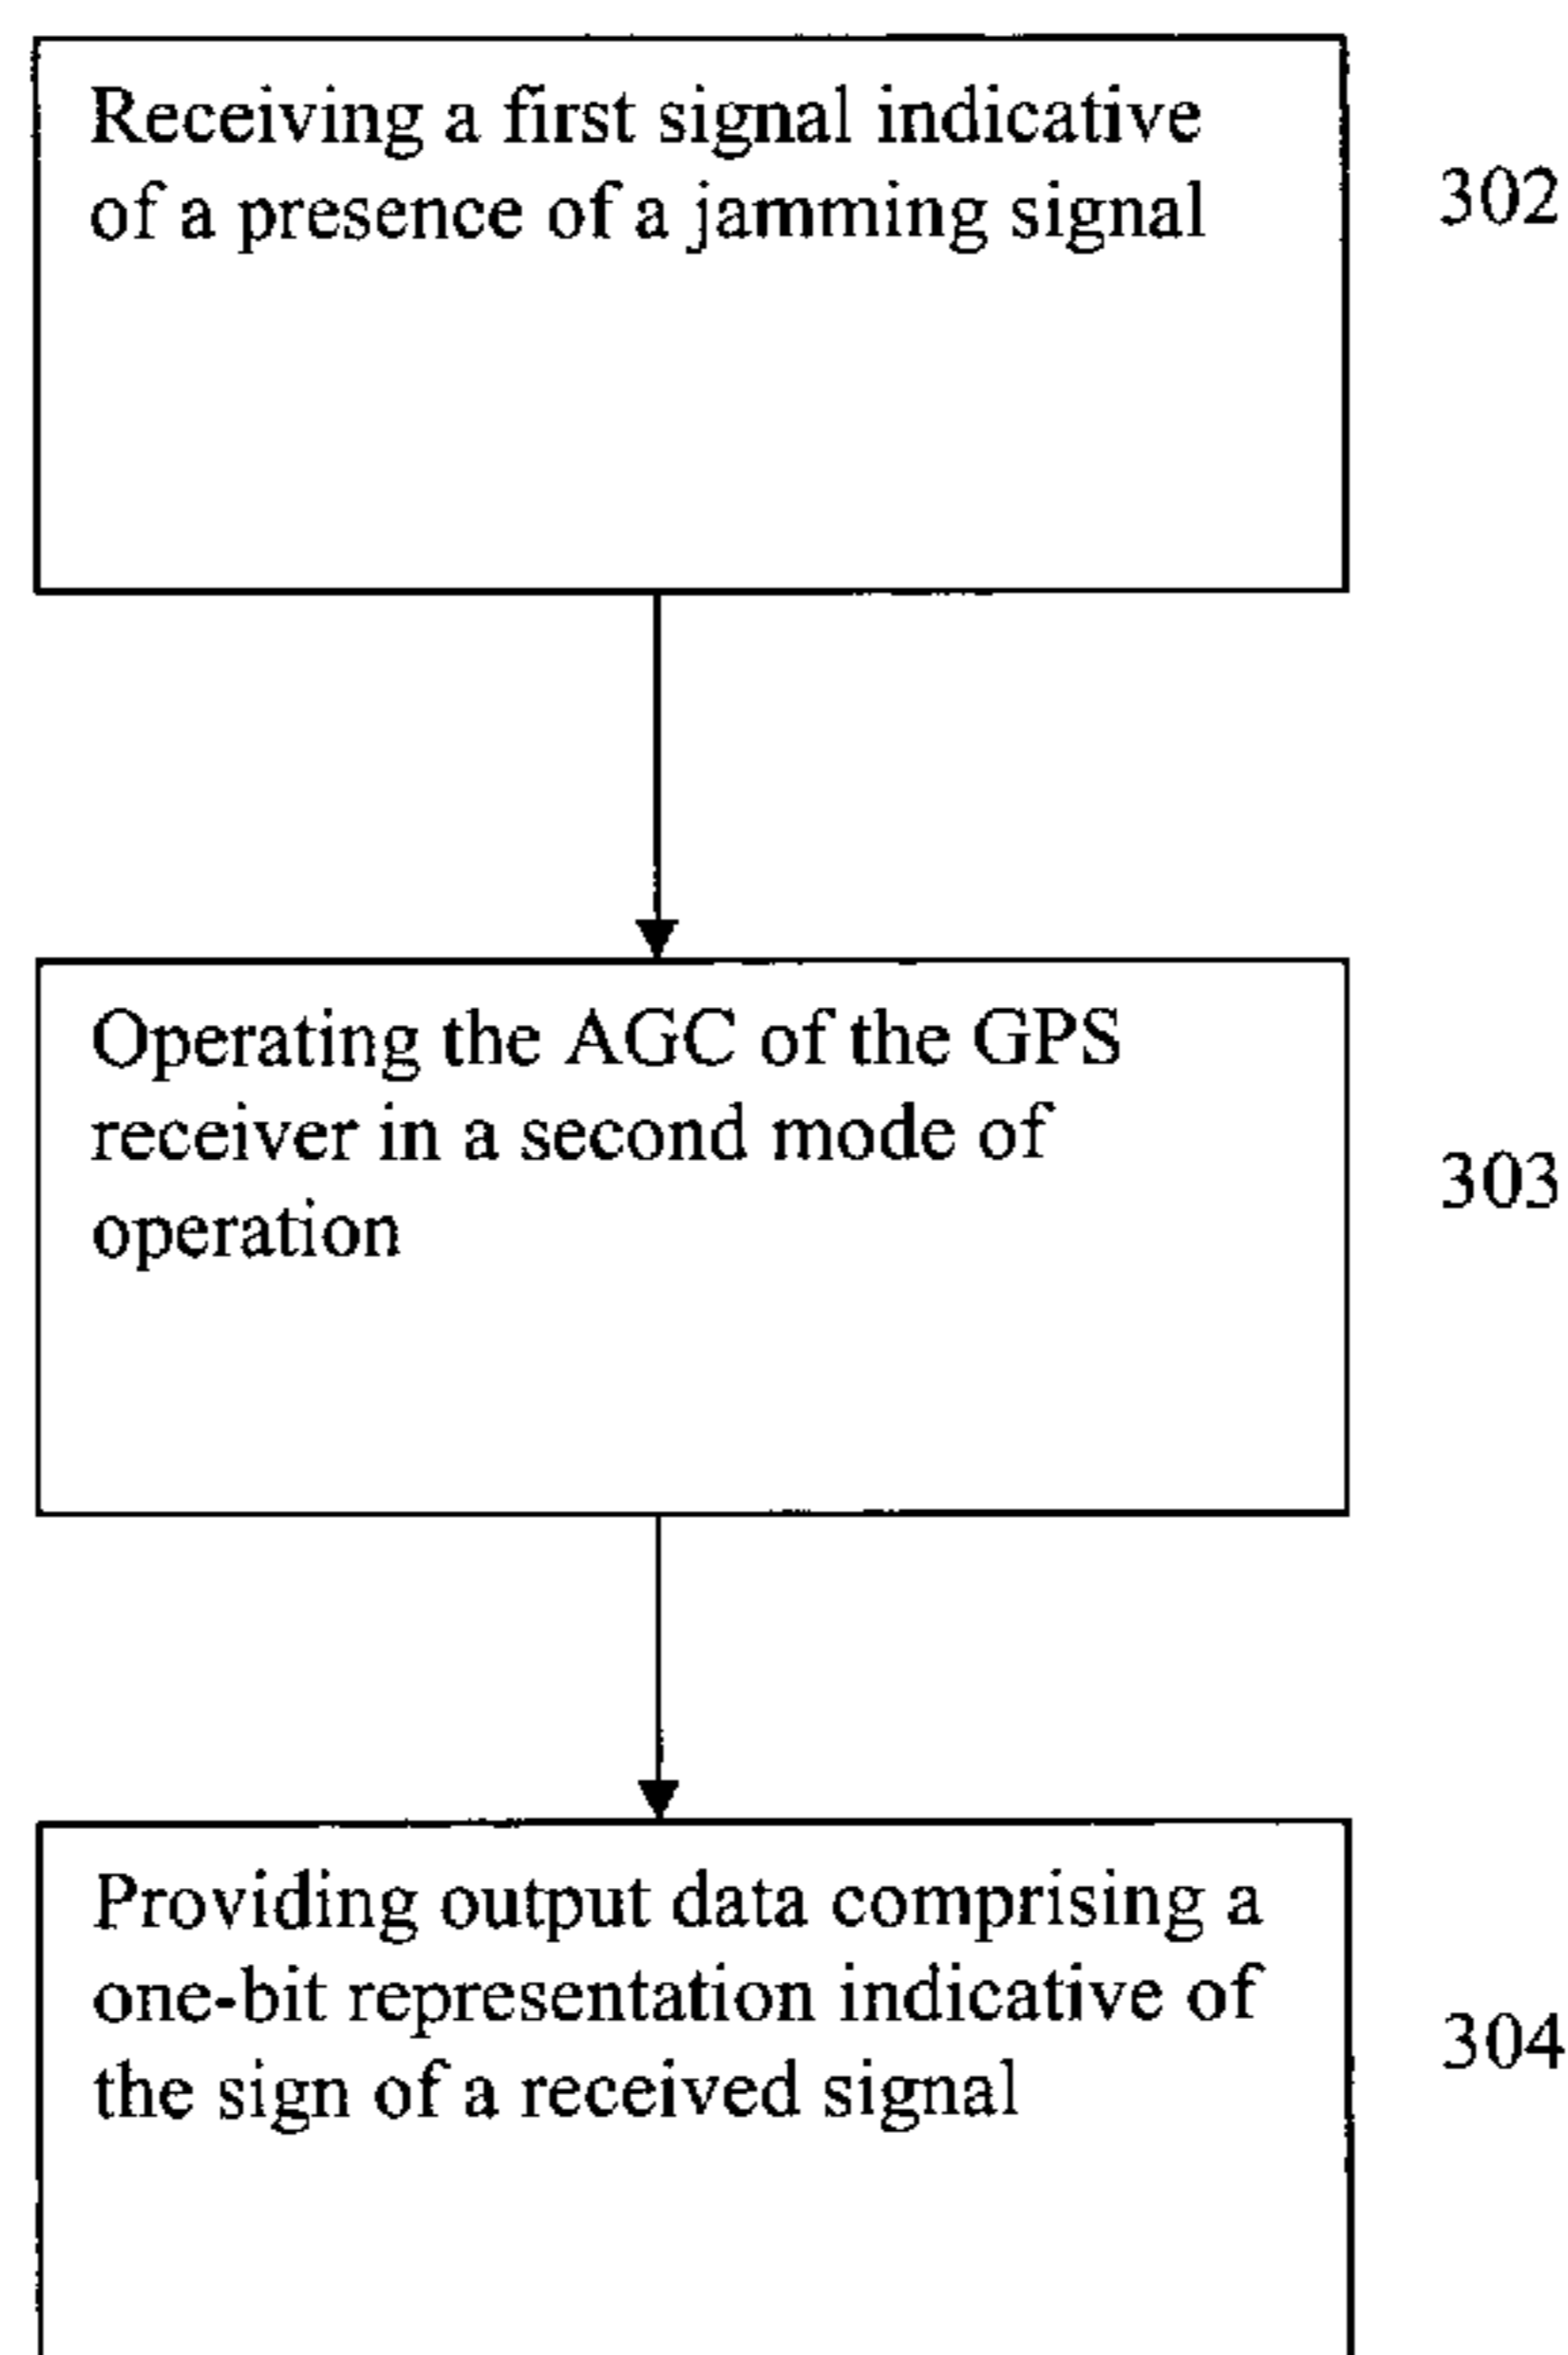 Receiving a first signal indicative
of a presence of a jamming signal
302
Operating the AGC of the GPS
receiver in a second mode of
operation
303
Providing output data comprising a
one-bit representation indicative of
the sign of a received signal
304